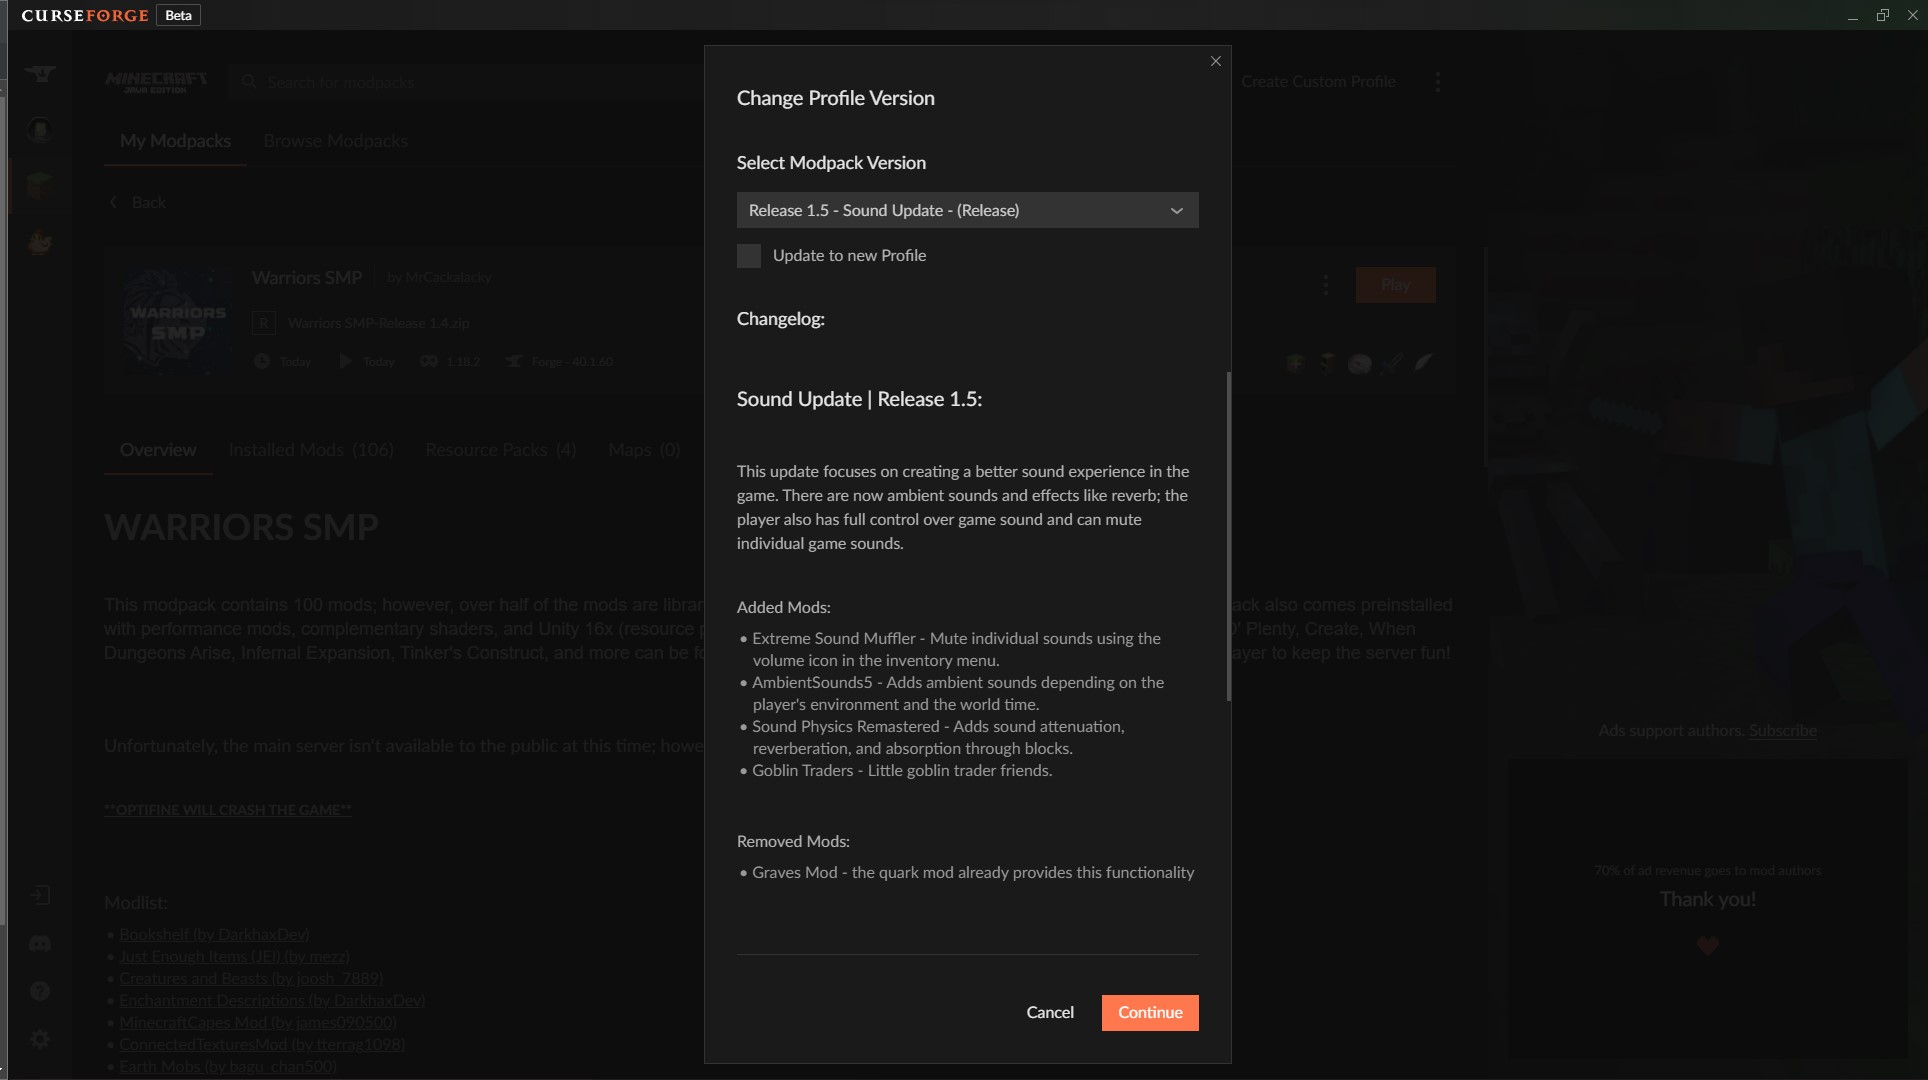 CURSEFORGE Beta
MINECRAFT
JAVA EDITION
Search for modpacks
Create Custom Profile
My Modpacks Browse Modpacks
Back
WARRIORS
SMP
Warriors SMP by MrCackalacky
R Warriors SMP-Release 1.4.zip
Today Today 1.18.2 Forge - 40.1.60
Play
Overview Installed Mods (106) Resource Packs (4) Maps (0)
WARRIORS SMP
This modpack contains 100 mods; however, over half of the mods are librar
ack also comes preinstalled
with performance mods, complementary shaders, and Unity 16x (resource p
O' Plenty, Create, When
Dungeons Arise, Infernal Expansion, Tinker's Construct, and more can be fo
ayer to keep the server fun!
Unfortunately, the main server isn't available to the public at this time; howe
**OPTIFINE WILL CRASH THE GAME**
Modlist:
• Bookshelf (by DarkhaxDev)
• Just Enough Items (JEI) (by mezz)
• Creatures and Beasts (by joosh_7889)
• Enchantment Descriptions (by DarkhaxDev)
• MinecraftCapes Mod (by james090500)
• ConnectedTexturesMod (by tterrag1098)
• Earth Mobs (by bagu_chan500)
Change Profile Version
Select Modpack Version
Release 1.5 - Sound Update - (Release)
Update to new Profile
Changelog:
Sound Update | Release 1.5:
This update focuses on creating a better sound experience in the
game. There are now ambient sounds and effects like reverb; the
player also has full control over game sound and can mute
individual game sounds.
Added Mods:
• Extreme Sound Muffler - Mute individual sounds using the
volume icon in the inventory menu.
• AmbientSounds5 - Adds ambient sounds depending on the
player's environment and the world time.
• Sound Physics Remastered - Adds sound attenuation,
reverberation, and absorption through blocks.
• Goblin Traders - Little goblin trader friends.
Removed Mods:
• Graves Mod - the quark mod already provides this functionality
Cancel Continue
Ads support authors. Subscribe
70% of ad revenue goes to mod authors
Thank you!